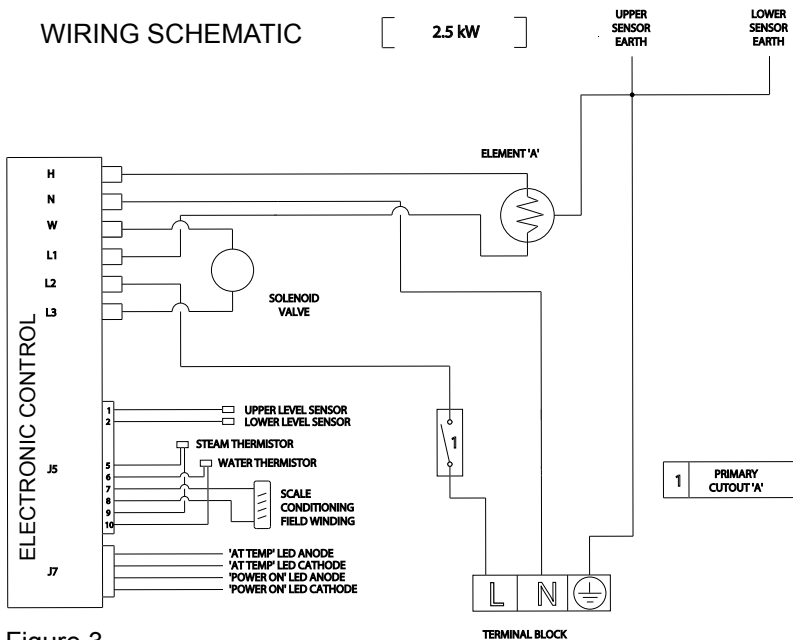 WIRING SCHEMATIC
2.5 kW
UPPER
SENSOR
EARTH
LOWER
SENSOR
EARTH
ELEMENT 'A'
H
N
W
L1
L2
L3
SOLENOID
VALVE
ELECTRONIC CONTROL
J5
1
2
5
6
7
8
9
10
UPPER LEVEL SENSOR
LOWER LEVEL SENSOR
STEAM THERMISTOR
WATER THERMISTOR
SCALE
CONDITIONING
FIELD WINDING
1
1
PRIMARY
CUTOUT 'A'
J7
'AT TEMP' LED ANODE
'AT TEMP' LED CATHODE
'POWER ON' LED ANODE
'POWER ON' LED CATHODE
L N
TERMINAL BLOCK
Figure 3